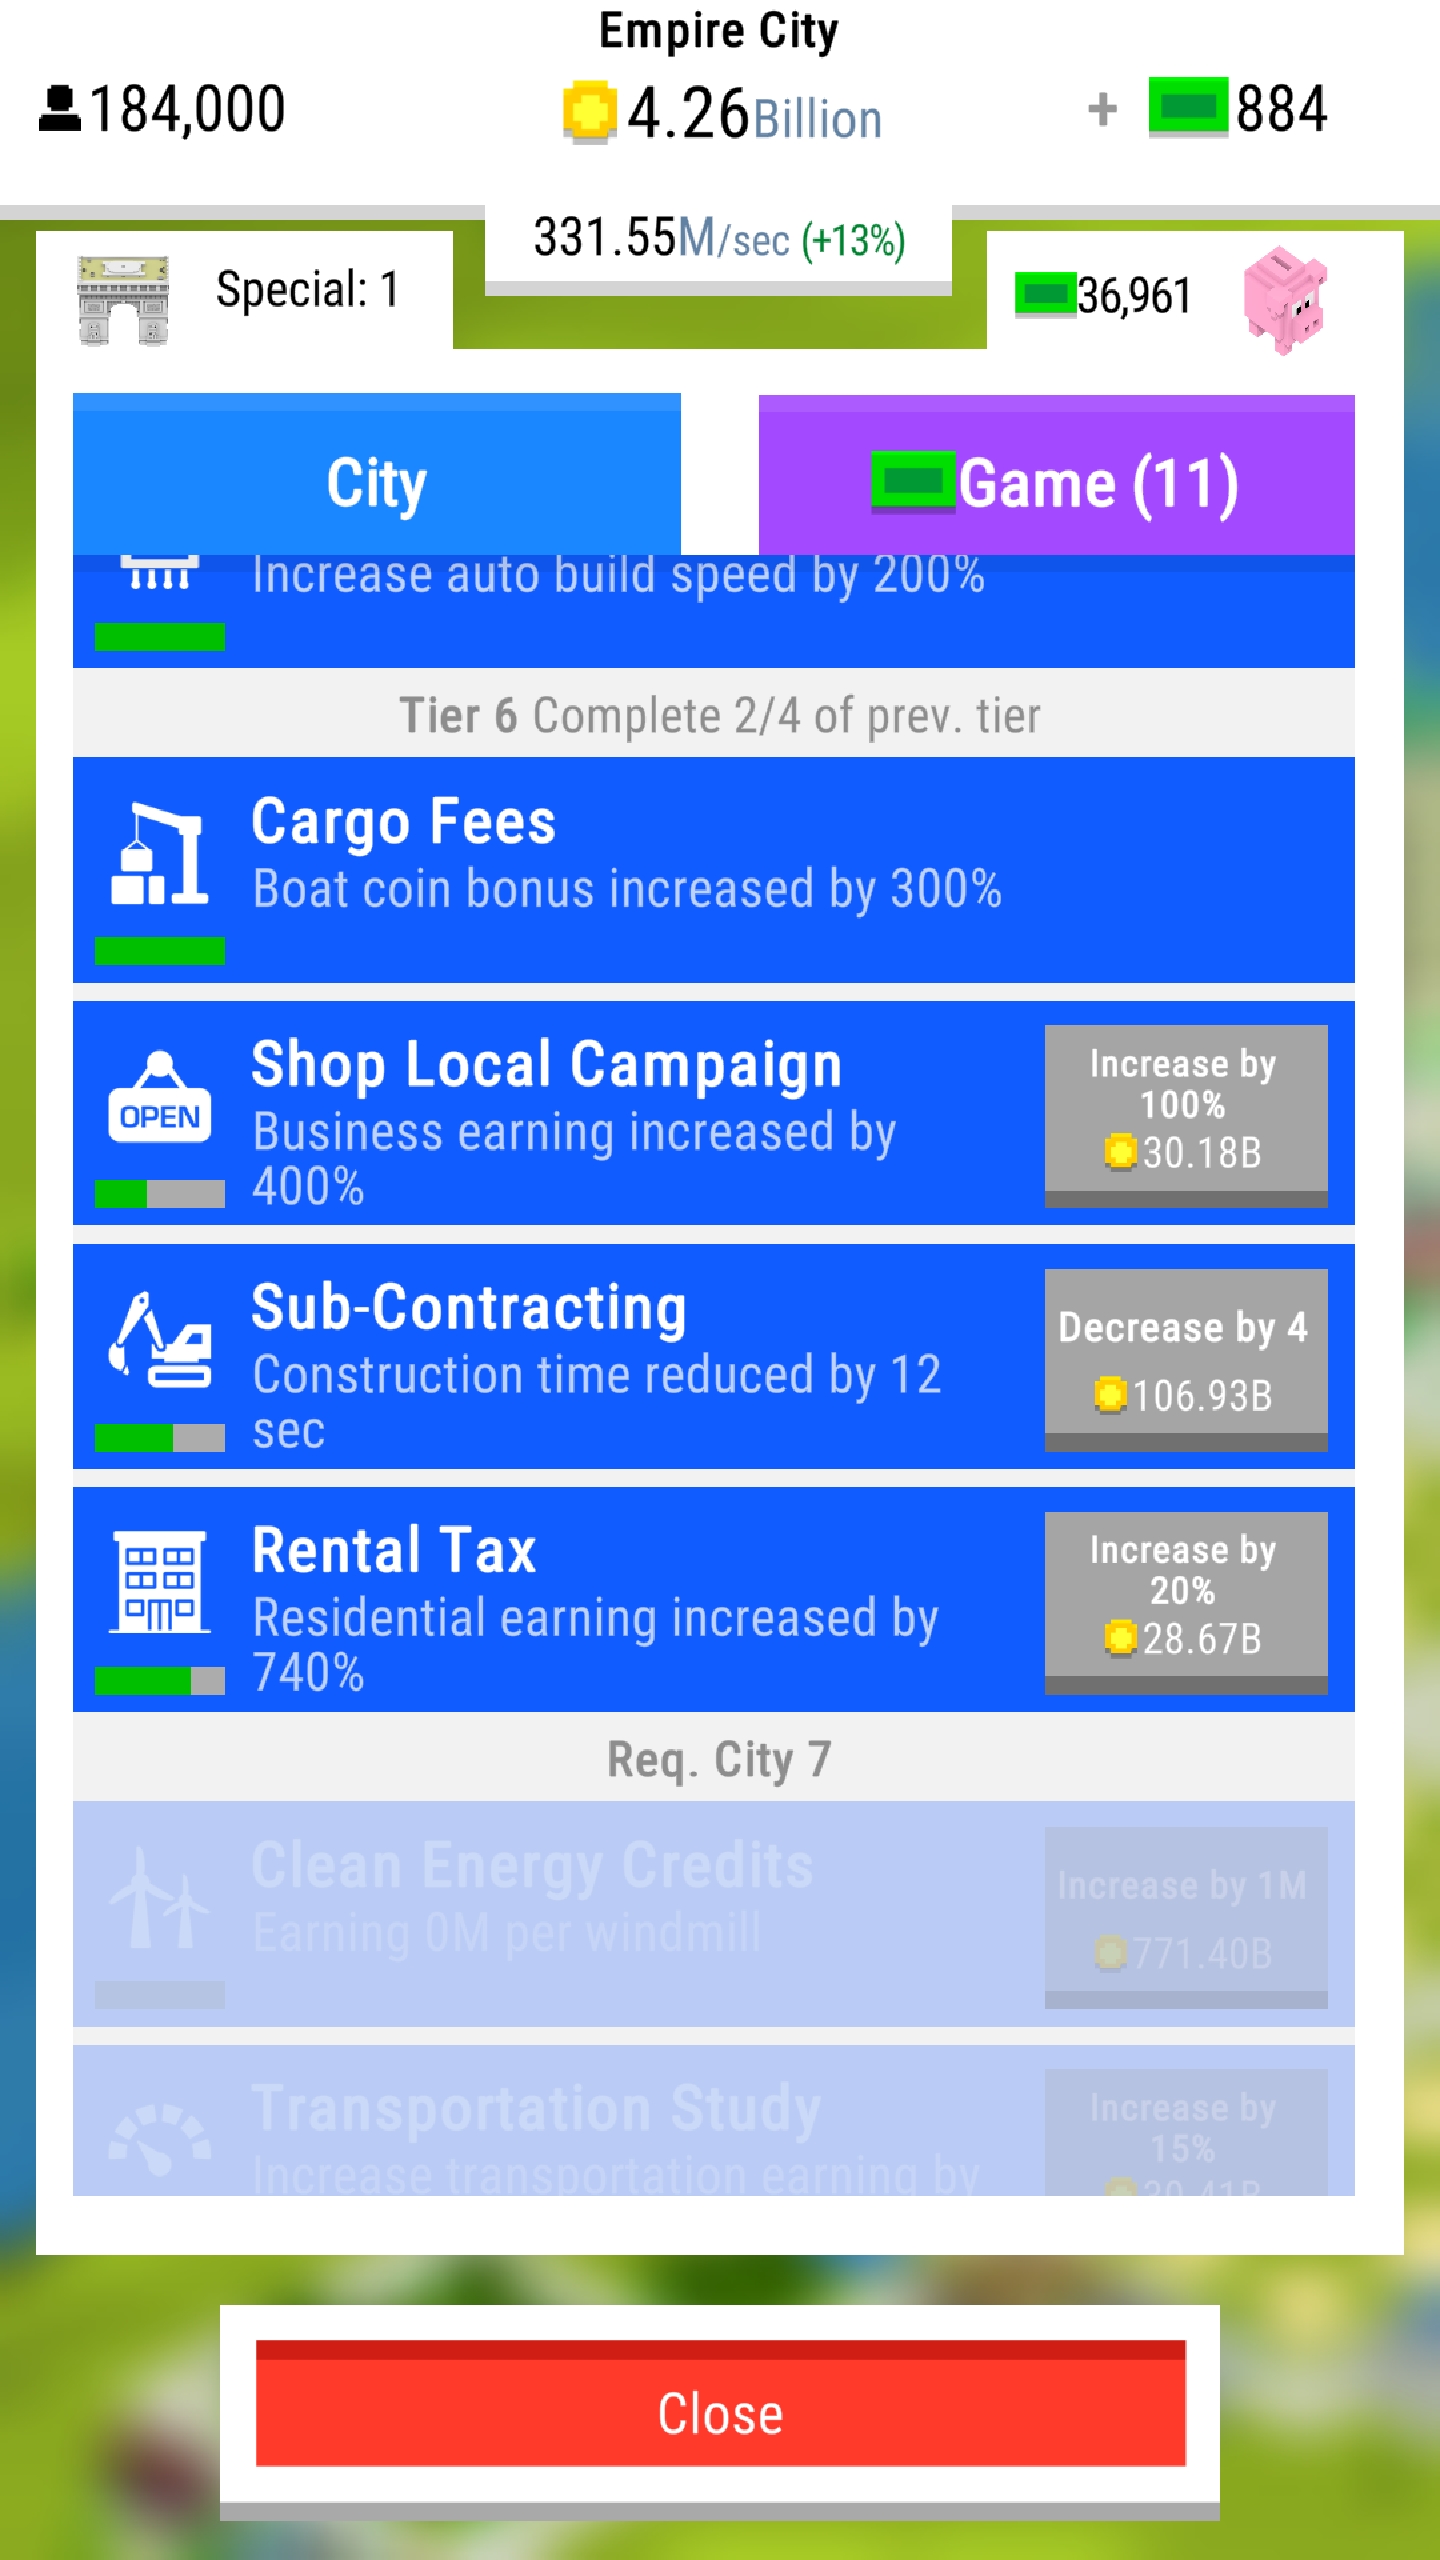 Empire City
184,000
4.26Billion
+ 884
331.55M/sec (+13%)
Special: 1
36,961
City
Game (11)
Increase auto build speed by 200%
Tier 6 Complete 2/4 of prev. tier
Cargo Fees
Boat coin bonus increased by 300%
OPEN
Shop Local Campaign
Business earning increased by
400%
Increase by
100%
30.18B
Sub-Contracting
Construction time reduced by 12
sec
Decrease by 4
106.93B
Rental Tax
Residential earning increased by
740%
Increase by
20%
28.67B
Req. City 7
Clean Energy Credits
Earning 0M per windmill
Increase by 1M
771.40B
Transportation Study
Increase transportation earning by
Increase by
15%
30.41B
Close